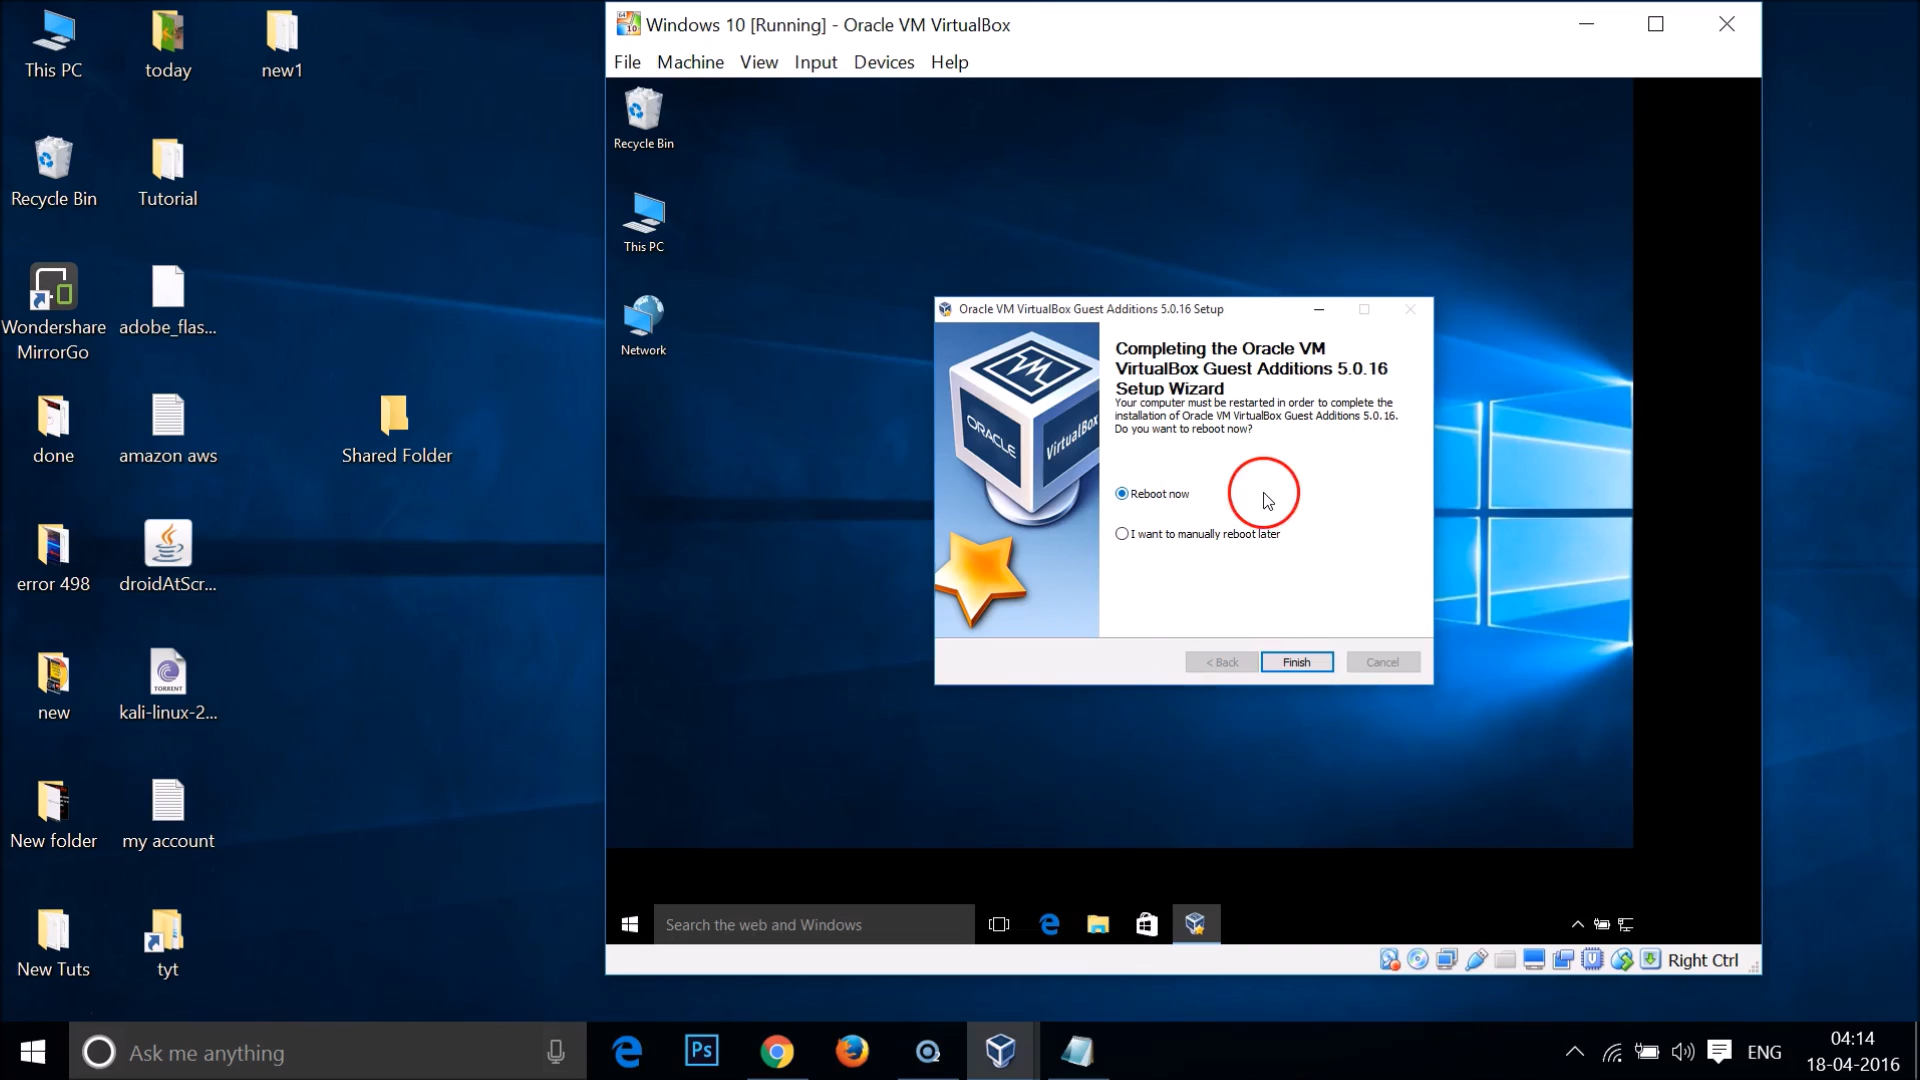 This PC
today
new1
Recycle Bin
Tutorial
Wondershare
MirrorGo
adobe_flas...
done
amazon aws
Shared Folder
error 498
droidAtScr...
new
TORRENT
kali-linux-2...
New folder
my account
New Tuts
tyt
64
10
Windows 10 [Running] - Oracle VM VirtualBox
File Machine View Input Devices Help
Recycle Bin
This PC
Network
Oracle VM VirtualBox Guest Additions 5.0.16 Setup
ORACLE
VirtualBox
Completing the Oracle VM
VirtualBox Guest Additions 5.0.16
Setup Wizard
Your computer must be restarted in order to complete the
installation of Oracle VM VirtualBox Guest Additions 5.0.16.
Do you want to reboot now?
Reboot now
I want to manually reboot later
< Back Finish Cancel
Search the web and Windows
Right Ctrl
Ask me anything
Ps
ENG
04:14
18-04-2016